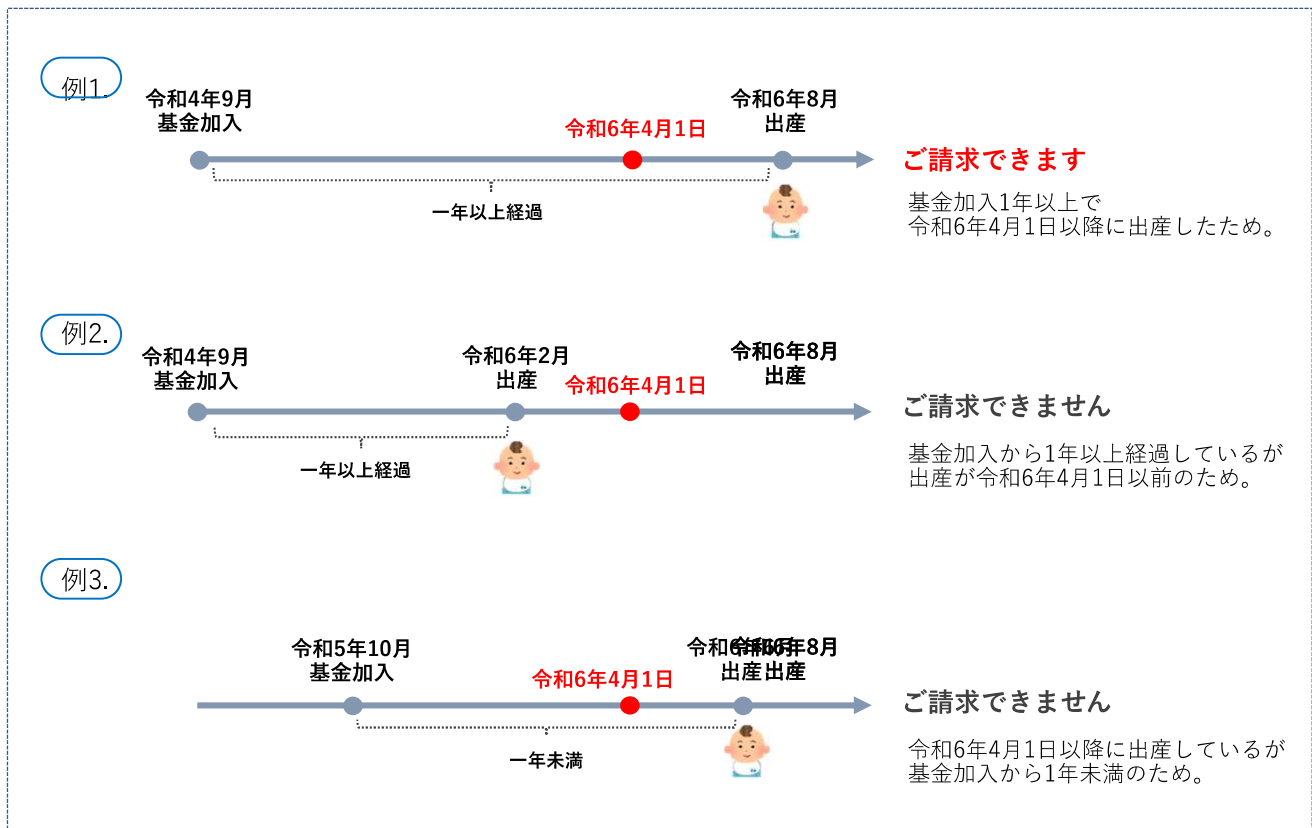 例1.
令和4年9月
基金加入
令和6年4月1日
令和6年8月
出産
一年以上経過
ご請求できます
基金加入1年以上で
令和6年4月1日以降に出産したため。
例2.
令和4年9月
基金加入
令和6年2月
出産
令和6年4月1日
令和6年8月
出産
一年以上経過
ご請求できません
基金加入から1年以上経過しているが
出産が令和6年4月1日以前のため。
例3.
令和5年10月
基金加入
令和6年4月1日
令和6年8月
出産
出産
一年未満
ご請求できません
令和6年4月1日以降に出産しているが
基金加入から1年未満のため。